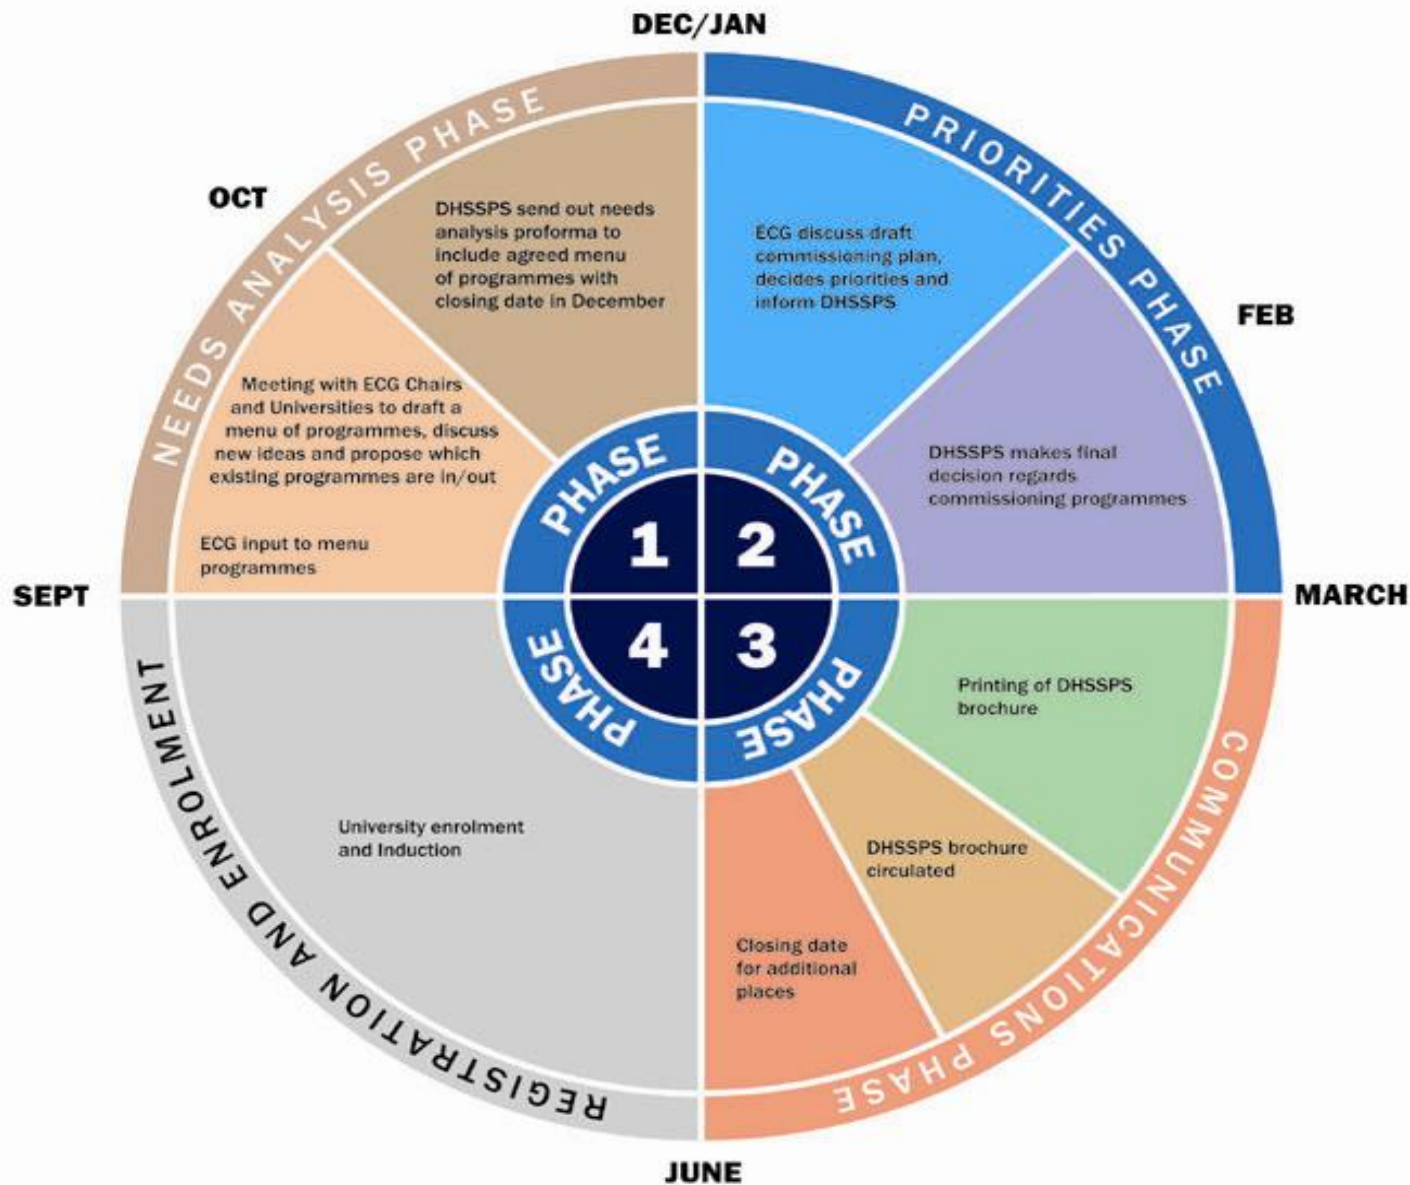 DEC/JAN
NEEDS ANALYSIS PHASE
PRIORITIES PHASE
OCT
DHSSPS send out needs
analysis proforma to
include agreed menu
of programmes with
closing date in December
ECG discuss draft
commissioning plan,
decides priorities and
inform DHSSPS
FEB
Meeting with ECG Chairs
and Universities to draft a
menu of programmes, discuss
new ideas and propose which
existing programmes are in/out
ECG input to menu
programmes
DHSSPS makes final
decision regards
commissioning programmes
PHASE
1
PHASE
2
SEPT
MARCH
PHASE
4
PHASE
3
Printing of DHSSPS
brochure
DHSSPS brochure
circulated
Closing date
for additional
places
COMMUNICATIONS PHASE
University enrolment
and Induction
REGISTRATION AND ENROLMENT
JUNE